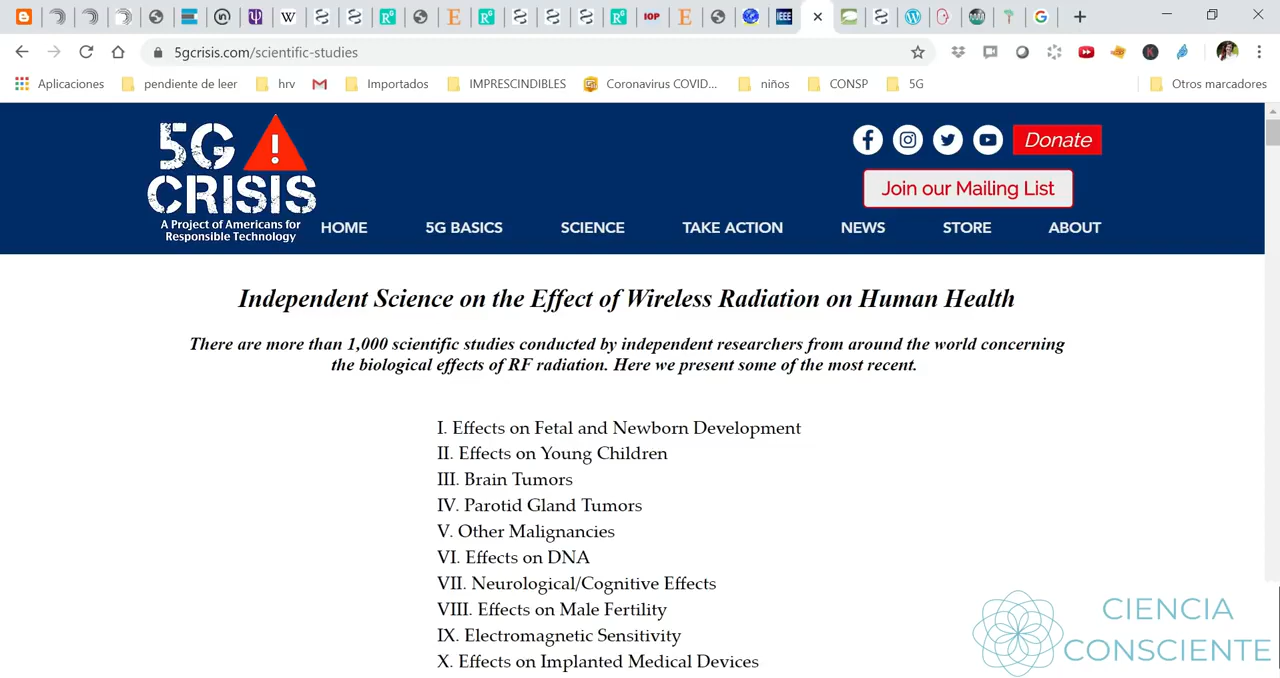 IOP
IEEE
5gcrisis.com/scientific-studies
Aplicaciones
pendiente de leer
hrv
Importados
IMPRESCINDIBLES
Coronavirus COVID...
niños
CONSP
5G
Otros marcadores
5G
CRISIS
A Project of Americans for
Responsible Technology
Donate
Join our Mailing List
HOME
5G BASICS
SCIENCE
TAKE ACTION
NEWS
STORE
ABOUT
Independent Science on the Effect of Wireless Radiation on Human Health
There are more than 1,000 scientific studies conducted by independent researchers from around the world concerning
the biological effects of RF radiation. Here we present some of the most recent.
I. Effects on Fetal and Newborn Development
II. Effects on Young Children
III. Brain Tumors
IV. Parotid Gland Tumors
V. Other Malignancies
VI. Effects on DNA
VII. Neurological/Cognitive Effects
VIII. Effects on Male Fertility
IX. Electromagnetic Sensitivity
X. Effects on Implanted Medical Devices
CIENCIA
CONSCIENTE